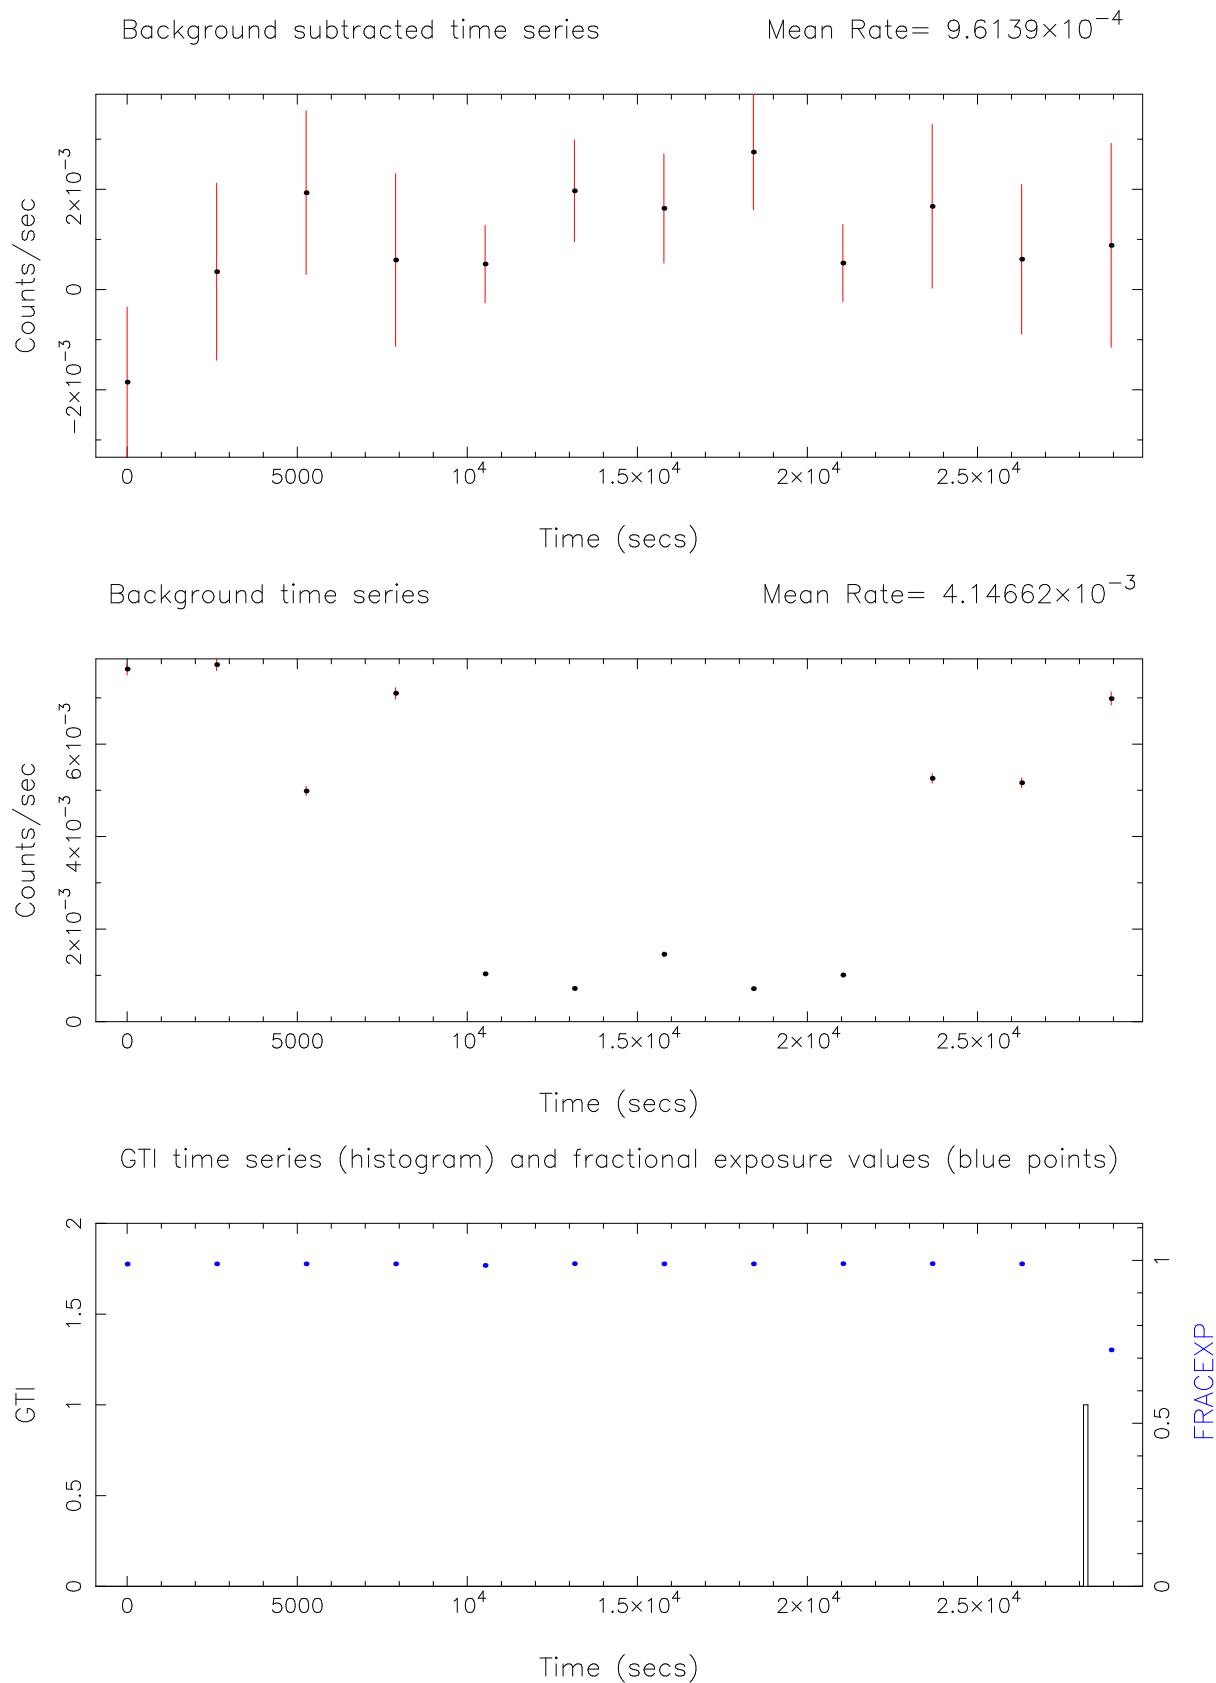 Background subtracted time series Mean Rate= 9.6139×10⁻⁴
Counts/sec
2×10⁻³
0
−2×10⁻³
0 5000 10⁴ 1.5×10⁴ 2×10⁴ 2.5×10⁴
Time (secs)
Background time series Mean Rate= 4.14662×10⁻³
Counts/sec
6×10⁻³
4×10⁻³
2×10⁻³
0
0 5000 10⁴ 1.5×10⁴ 2×10⁴ 2.5×10⁴
Time (secs)
GTI time series (histogram) and fractional exposure values (blue points)
GTI
2
1.5
1
0.5
0
1
0.5
0
FRACEXP
0 5000 10⁴ 1.5×10⁴ 2×10⁴ 2.5×10⁴
Time (secs)